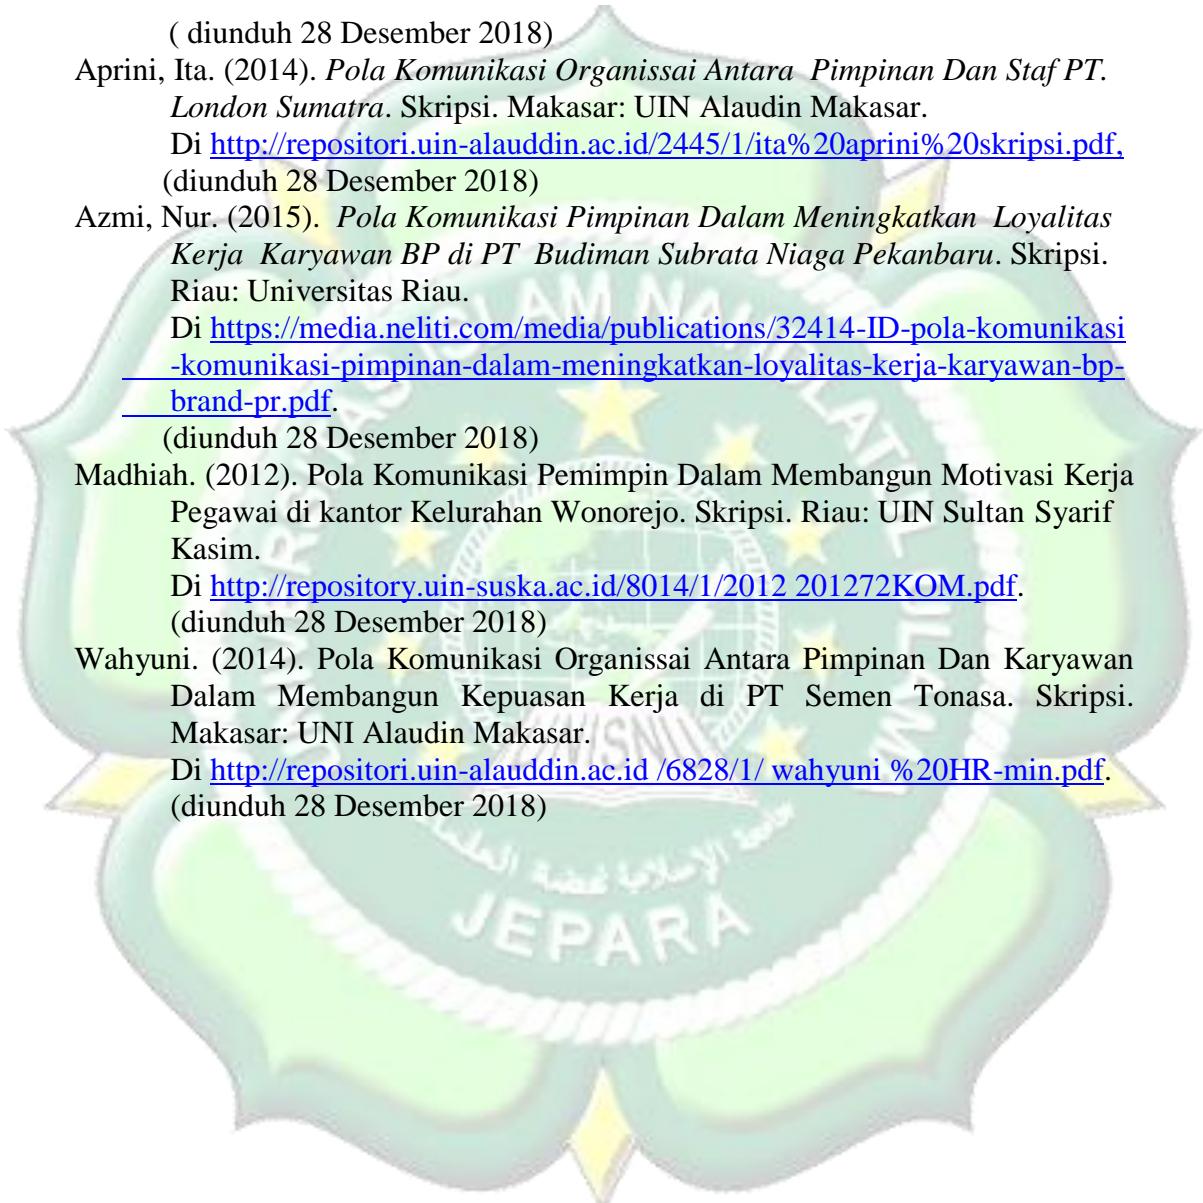 ( diunduh 28 Desember 2018)
Aprini, Ita. (2014). Pola Komunikasi Organissai Antara Pimpinan Dan Staf PT.
London Sumatra. Skripsi. Makasar: UIN Alaudin Makasar.
Di http://repositori.uin-alauddin.ac.id/2445/1/ita%20aprini%20skripsi.pdf,
(diunduh 28 Desember 2018)
Azmi, Nur. (2015). Pola Komunikasi Pimpinan Dalam Meningkatkan Loyalitas
Kerja Karyawan BP di PT Budiman Subrata Niaga Pekanbaru. Skripsi.
Riau: Universitas Riau.
Di https://media.neliti.com/media/publications/32414-ID-pola-komunikasi
-komunikasi-pimpinan-dalam-meningkatkan-loyalitas-kerja-karyawan-bp-
brand-pr.pdf.
(diunduh 28 Desember 2018)
Madhiah. (2012). Pola Komunikasi Pemimpin Dalam Membangun Motivasi Kerja
Pegawai di kantor Kelurahan Wonorejo. Skripsi. Riau: UIN Sultan Syarif
Kasim.
Di http://repository.uin-suska.ac.id/8014/1/2012 201272KOM.pdf.
(diunduh 28 Desember 2018)
Wahyuni. (2014). Pola Komunikasi Organissai Antara Pimpinan Dan Karyawan
Dalam Membangun Kepuasan Kerja di PT Semen Tonasa. Skripsi.
Makasar: UNI Alaudin Makasar.
Di http://repositori.uin-alauddin.ac.id /6828/1/ wahyuni %20HR-min.pdf.
(diunduh 28 Desember 2018)
UNISNU
JEPARA